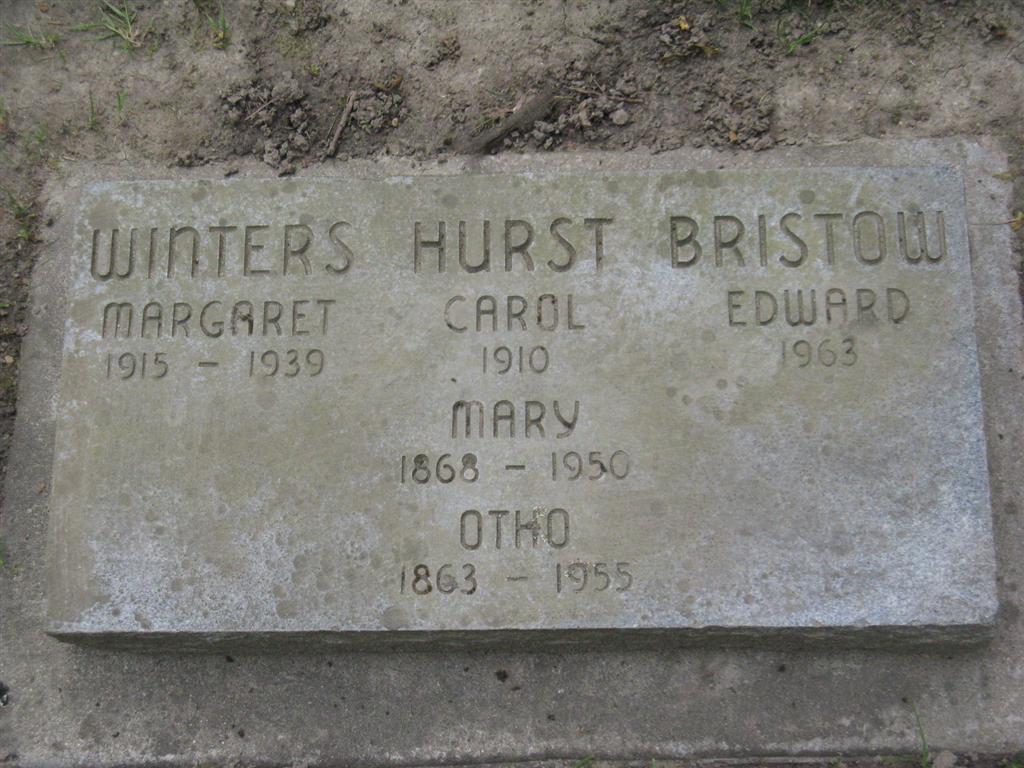 WINTERS HURST BRISTOW
MARGARET CAROL EDWARD
1915 - 1939 1910 1963
MARY
1868 - 1950
OTHO
1863 - 1955